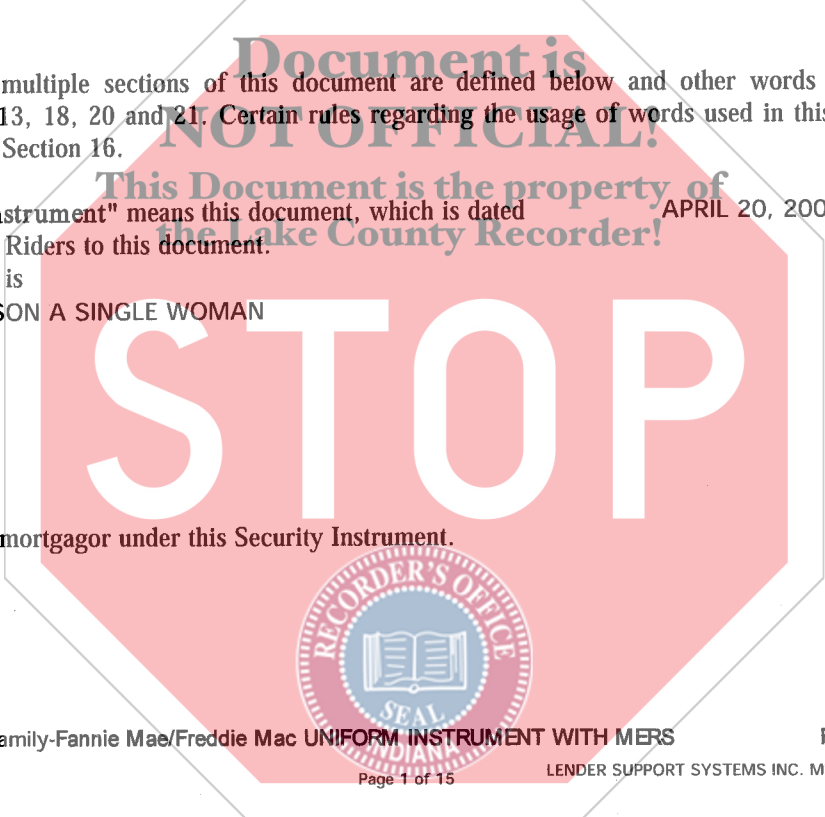 Document is
multiple sections of this document are defined below and other words
13, 18, 20 and 21. Certain rules regarding the usage of words used in this
NOT OFFICIAL!
Section 16.
This Document is the property of
strument" means this document, which is dated APRIL 20, 200
the Lake County Recorder!
Riders to this document.
is
SON A SINGLE WOMAN
STOP
mortgagor under this Security Instrument.
RECORDER'S OFFICE
SEAL
INDIANA
amily-Fannie Mae/Freddie Mac UNIFORM INSTRUMENT WITH MERS
Page 1 of 15
LENDER SUPPORT SYSTEMS INC. M